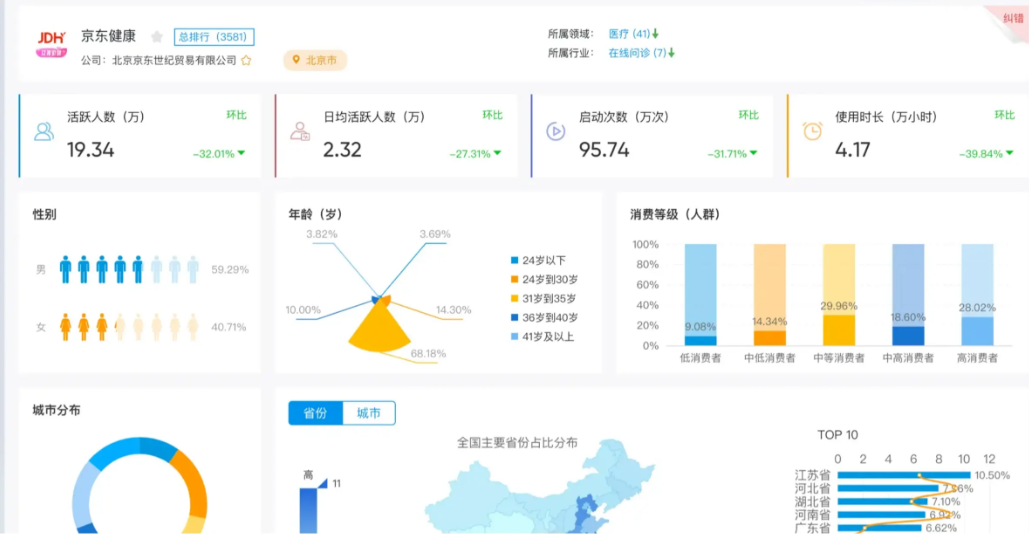 纠错
JDH
京东健康
总排行（3581）
公司：北京京东世纪贸易有限公司
北京市
所属领域： 医疗 (41)
所属行业： 在线问诊 (7)
活跃人数（万） 环比
19.34 -32.01%
日均活跃人数（万） 环比
2.32 -27.31%
启动次数（万次） 环比
95.74 -31.71%
使用时长（万小时） 环比
4.17 -39.84%
性别
男 59.29%
女 40.71%
年龄（岁）
3.82% 3.69%
10.00% 14.30%
68.18%
24岁以下
24岁到30岁
31岁到35岁
36岁到40岁
41岁及以上
消费等级（人群）
100%
80%
60%
40%
20%
0%
9.08% 14.34% 29.96% 18.60% 28.02%
低消费者 中低消费者 中等消费者 中高消费者 高消费者
城市分布
省份 城市
全国主要省份占比分布
高
11
TOP 10
0 2 4 6 8 10 12
江苏省 10.50%
河北省
湖北省 7.10%
河南省 6.92%
广东省 6.62%